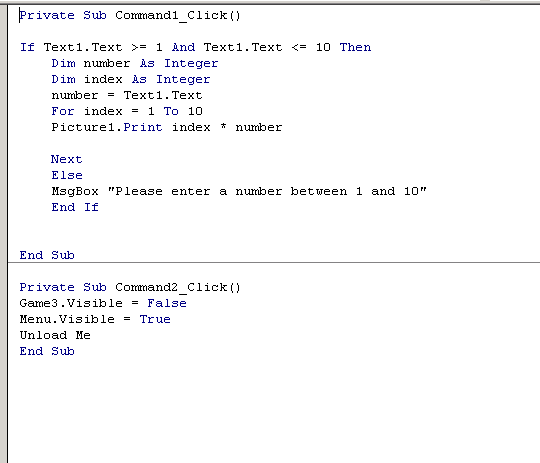 Private Sub Command1_Click()
If Text1.Text >= 1 And Text1.Text <= 10 Then
Dim number As Integer
Dim index As Integer
number = Text1.Text
For index = 1 To 10
Picture1.Print index * number
Next
Else
MsgBox "Please enter a number between 1 and 10"
End If
End Sub
Private Sub Command2_Click()
Game3.Visible = False
Menu.Visible = True
Unload Me
End Sub